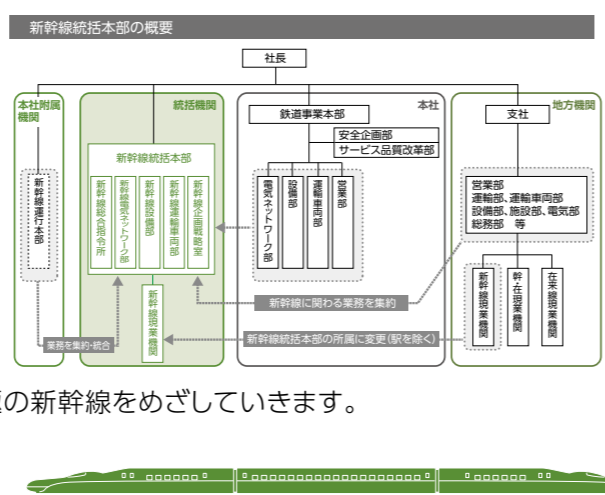 新幹線統括本部の概要
社長
本社附属
機関
統括機関
本社
地方機関
鉄道事業本部
支社
安全企画部
サービス品質改革部
新幹線統括本部
新幹線運行本部
新幹線総合指令所
新幹線電気ネットワーク部
新幹線設備部
新幹線運輸車両部
新幹線企画戦略室
電気ネットワーク部
設備部
運輸車両部
営業部
営業部
運輸部、運輸車両部
設備部、施設部、電気部
総務部 等
新幹線現業機関
新幹線現業機関
幹・在現業機関
在来線現業機関
新幹線に関わる業務を集約
新幹線統括本部の所属に変更（駅を除く）
業務を集約・統合
の新幹線をめざしていきます。